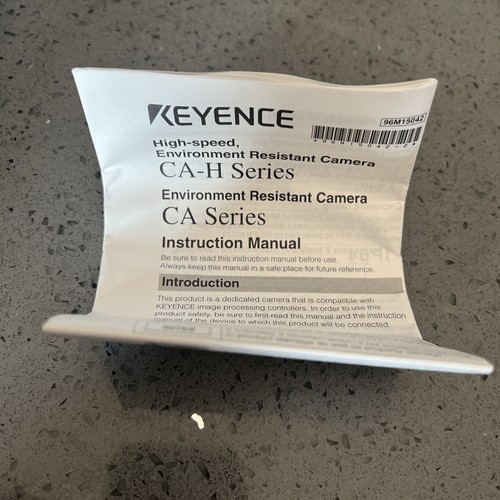 KEYENCE
96M15042
*96M15042-2*
High-speed,
Environment Resistant Camera
CA-H Series
Environment Resistant Camera
CA Series
Instruction Manual
Be sure to read this instruction manual before use.
Always keep this manual in a safe place for future reference.
Introduction
This product is a dedicated camera that is compatible with
KEYENCE image processing controllers. In order to use this
product safely, be sure to first read this manual and the instruction
manual of the device to which this product will be connected.